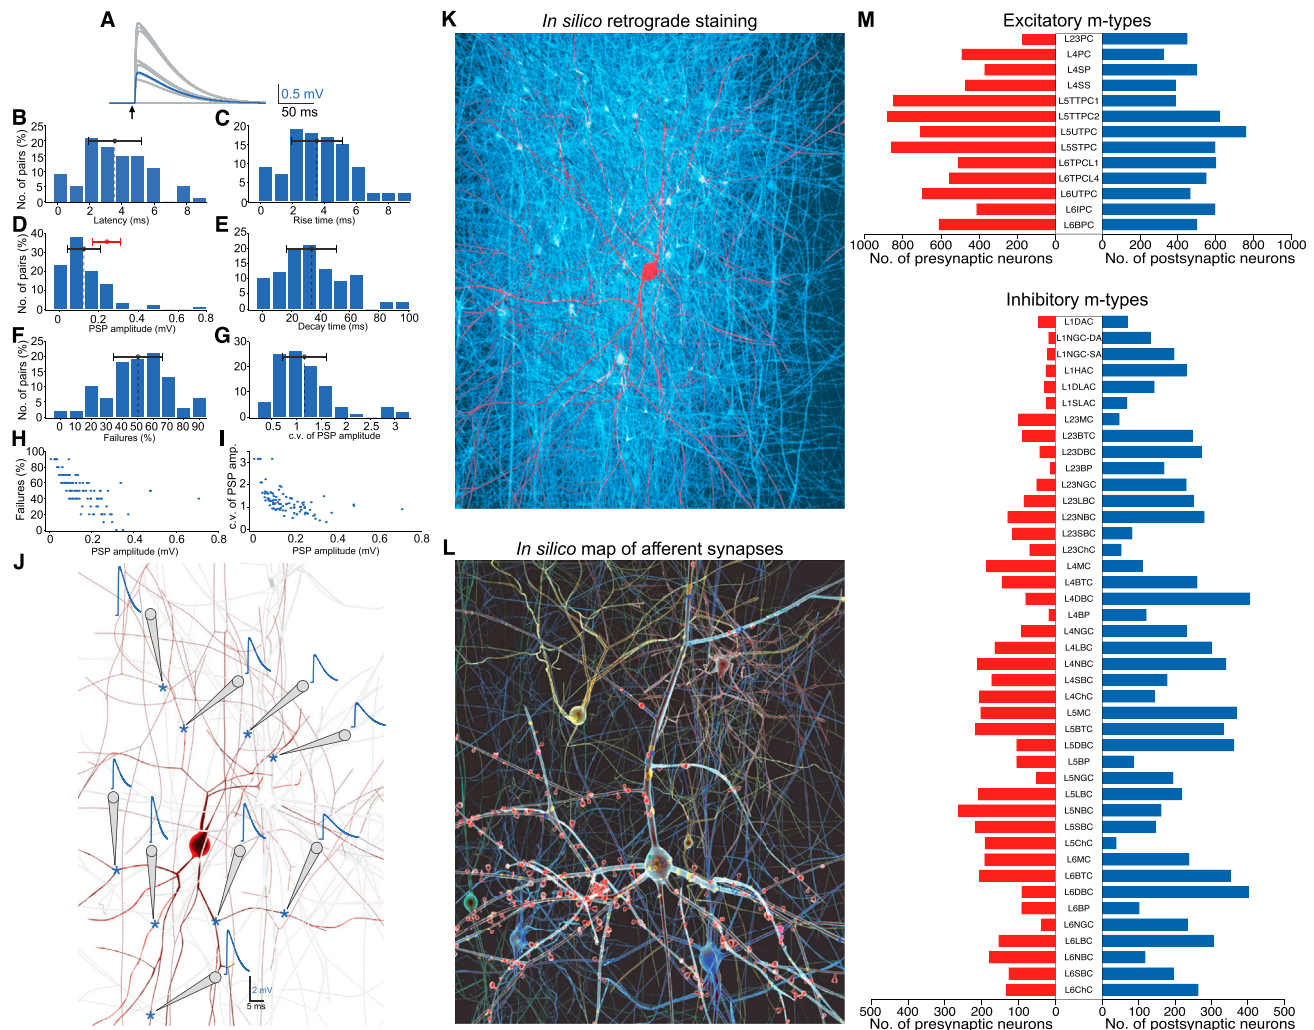 A
0.5 mV
50 ms
B
No. of pairs (%)
25
20
15
10
5
0
0 2 4 6 8
Latency (ms)
C
20
15
10
5
0
0 2 4 6 8
Rise time (ms)
D
No. of pairs (%)
40
30
20
10
0
0 0.2 0.4 0.6 0.8
PSP amplitude (mV)
E
25
20
15
10
5
0
0 20 40 60 80 100
Decay time (ms)
F
No. of pairs (%)
25
20
15
10
5
0
0 10 20 30 40 50 60 70 80 90
Failures (%)
G
30
20
10
0
0.5 1 1.5 2 2.5 3
c.v. of PSP amplitude
H
Failures (%)
100
80
60
40
20
0
0 0.2 0.4 0.6 0.8
PSP amplitude (mV)
I
c.v. of PSP amp.
3
2
1
0
0 0.2 0.4 0.6 0.8
PSP amplitude (mV)
J
2 mV
5 ms
K
In silico retrograde staining
L
In silico map of afferent synapses
M
Excitatory m-types
L23PC
L4PC
L4SP
L4SS
L5TTPC1
L5TTPC2
L5UTPC
L5STPC
L6TPCL1
L6TPCL4
L6UTPC
L6IPC
L6BPC
1000 800 600 400 200 0 0 200 400 600 800 1000
No. of presynaptic neurons No. of postsynaptic neurons
Inhibitory m-types
L1DAC
L1NGC-DA
L1NGC-SA
L1HAC
L1DLAC
L1SLAC
L23MC
L23BTC
L23DBC
L23BP
L23NGC
L23LBC
L23NBC
L23SBC
L23ChC
L4MC
L4BTC
L4DBC
L4BP
L4NGC
L4LBC
L4NBC
L4SBC
L4ChC
L5MC
L5BTC
L5DBC
L5BP
L5NGC
L5LBC
L5NBC
L5SBC
L5ChC
L6MC
L6BTC
L6DBC
L6BP
L6NGC
L6LBC
L6NBC
L6SBC
L6ChC
500 400 300 200 100 0 0 100 200 300 400 500
No. of presynaptic neurons No. of postsynaptic neurons